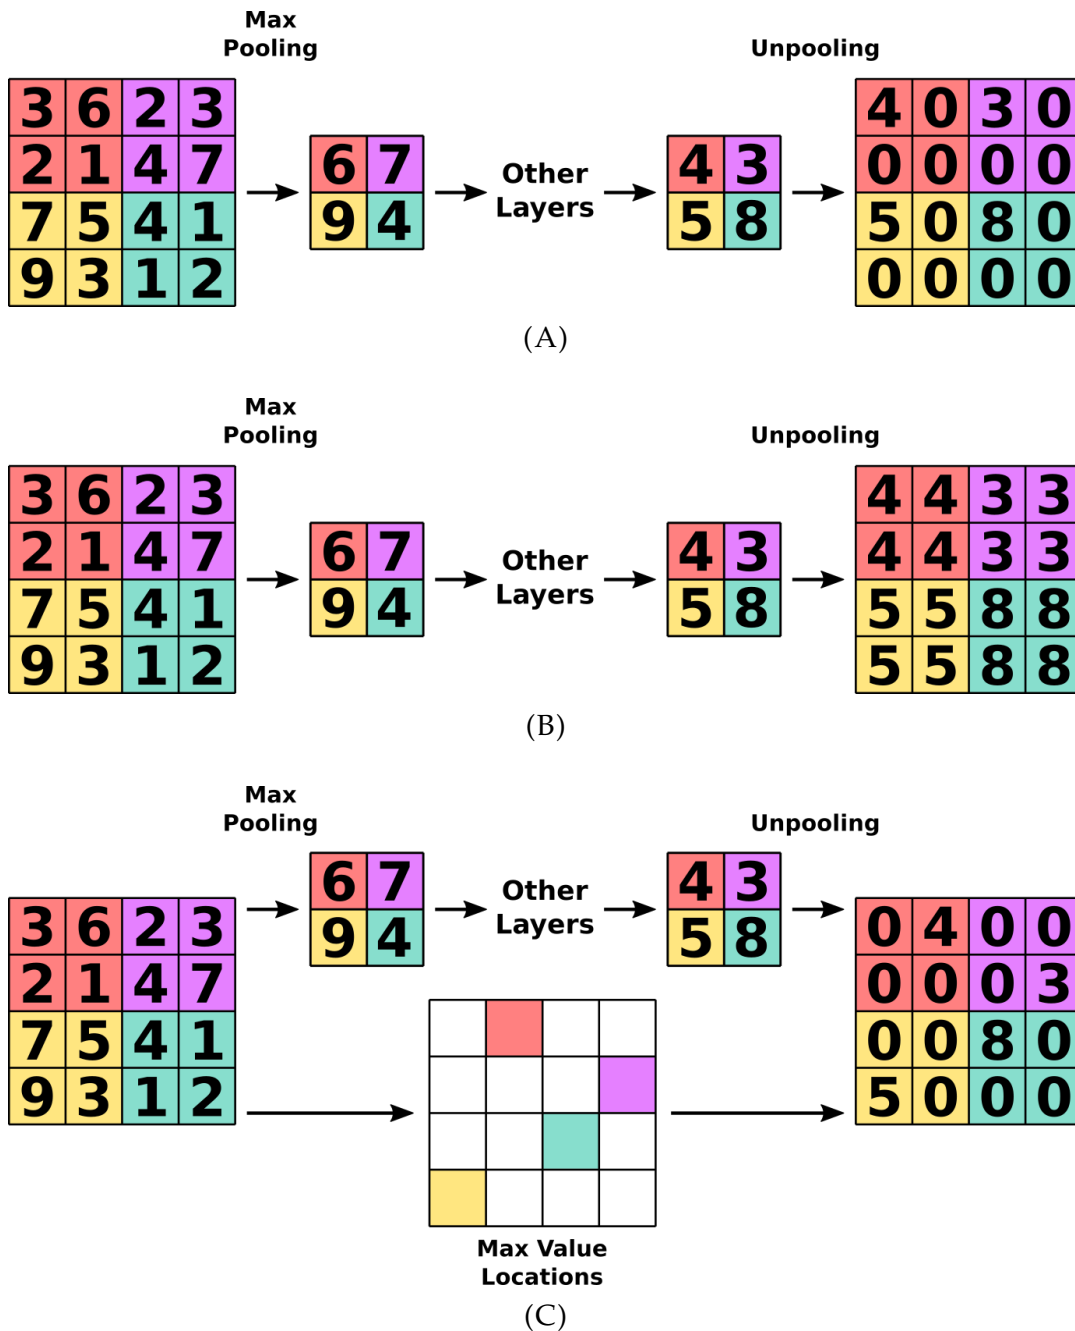 Max
Pooling
Unpooling
3 6 2 3
2 1 4 7
7 5 4 1
9 3 1 2
6 7
9 4
Other
Layers
4 3
5 8
4 0 3 0
0 0 0 0
5 0 8 0
0 0 0 0
(A)
Max
Pooling
Unpooling
3 6 2 3
2 1 4 7
7 5 4 1
9 3 1 2
6 7
9 4
Other
Layers
4 3
5 8
4 4 3 3
4 4 3 3
5 5 8 8
5 5 8 8
(B)
Max
Pooling
Unpooling
3 6 2 3
2 1 4 7
7 5 4 1
9 3 1 2
6 7
9 4
Other
Layers
4 3
5 8
0 4 0 0
0 0 0 3
0 0 8 0
5 0 0 0
Max Value
Locations
(C)